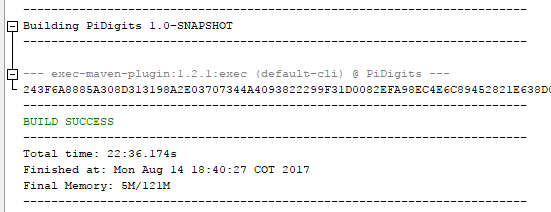 ------------------------------------------------------------------------
Building PiDigits 1.0-SNAPSHOT
------------------------------------------------------------------------
--- exec-maven-plugin:1.2.1:exec (default-cli) @ PiDigits ---
243F6A8885A308D313198A2E03707344A4093822299F31D0082EFA98EC4E6C89452821E638D0
------------------------------------------------------------------------
BUILD SUCCESS
------------------------------------------------------------------------
Total time: 22:36.174s
Finished at: Mon Aug 14 18:40:27 COT 2017
Final Memory: 5M/121M
------------------------------------------------------------------------